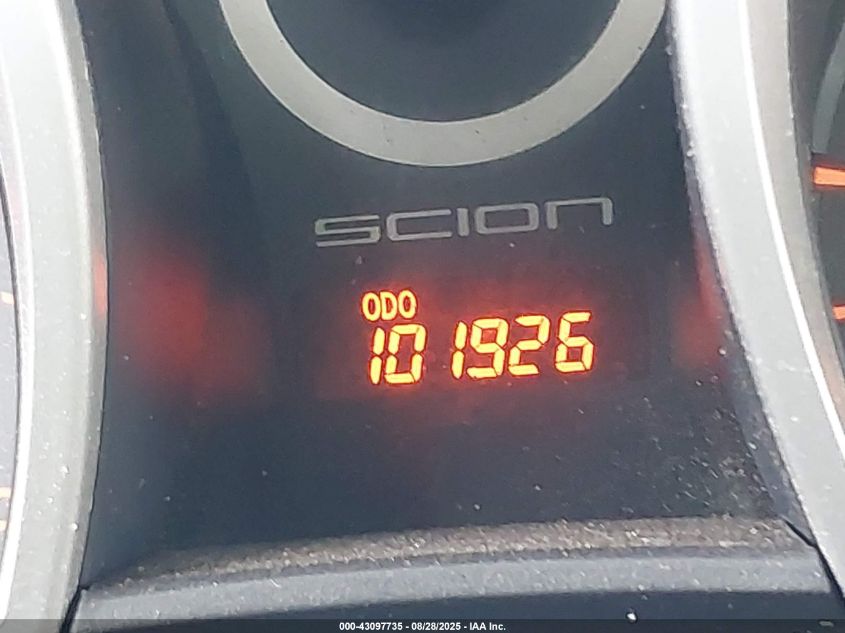 SCION
ODO
101926
000-43097735 - 08/28/2025 - IAA Inc.